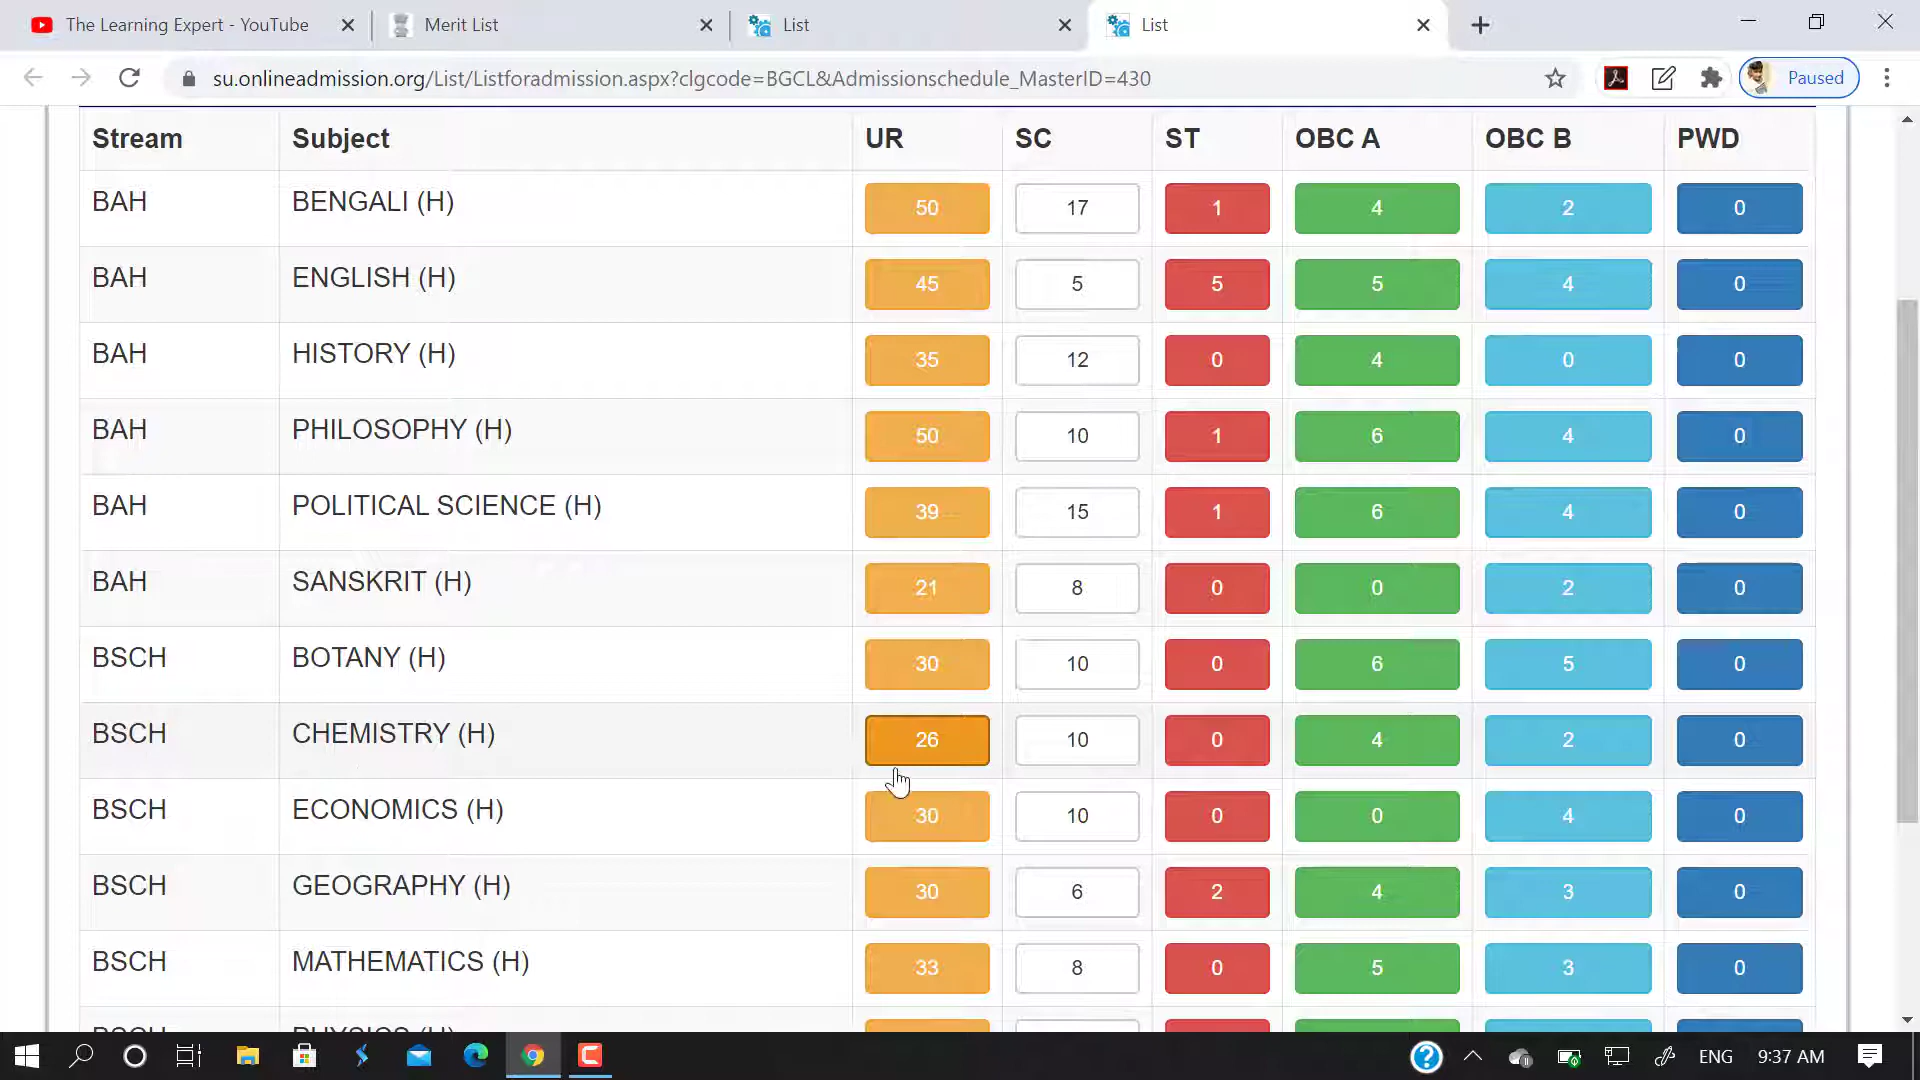 The Learning Expert - YouTube
Merit List
List
List
su.onlineadmission.org/List/Listforadmission.aspx?clgcode=BGCL&Admissionschedule_MasterID=430
Paused
Stream Subject UR SC ST OBC A OBC B PWD
BAH BENGALI (H) 50 17 1 4 2 0
BAH ENGLISH (H) 45 5 5 5 4 0
BAH HISTORY (H) 35 12 0 4 0 0
BAH PHILOSOPHY (H) 50 10 1 6 4 0
BAH POLITICAL SCIENCE (H) 39 15 1 6 4 0
BAH SANSKRIT (H) 21 8 0 0 2 0
BSCH BOTANY (H) 30 10 0 6 5 0
BSCH CHEMISTRY (H) 26 10 0 4 2 0
BSCH ECONOMICS (H) 30 10 0 0 4 0
BSCH GEOGRAPHY (H) 30 6 2 4 3 0
BSCH MATHEMATICS (H) 33 8 0 5 3 0
ENG 9:37 AM